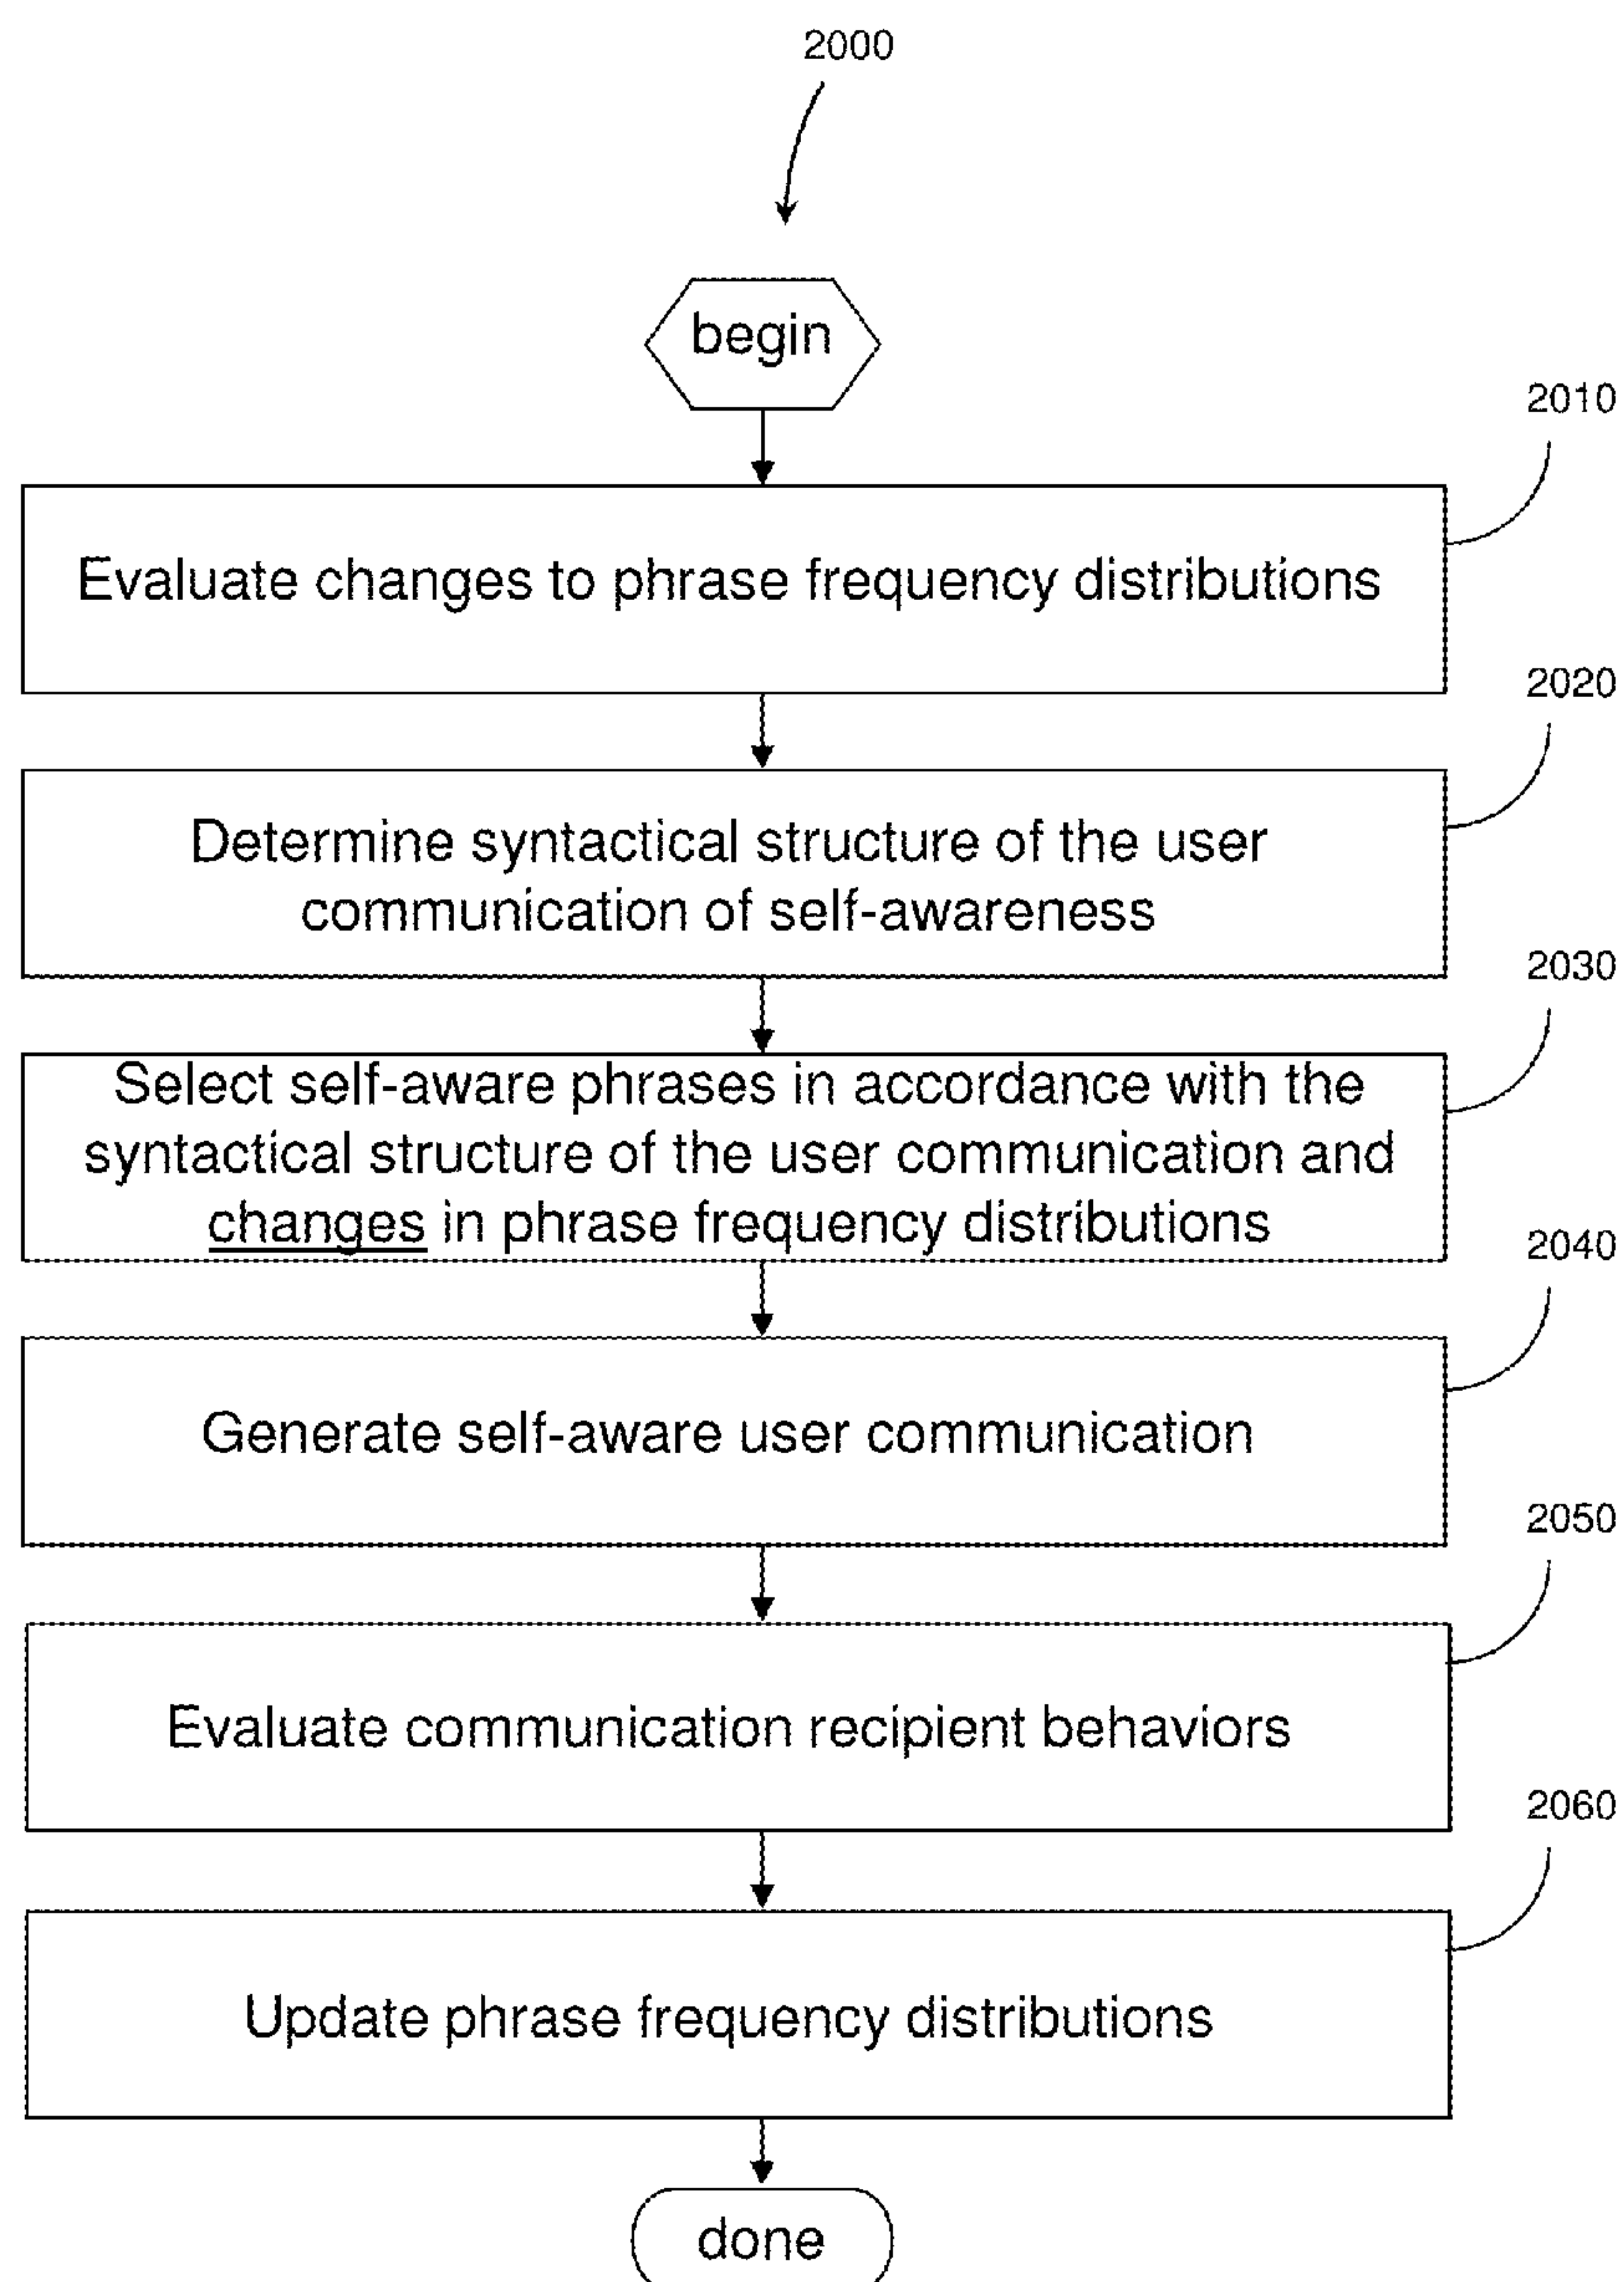 2000
begin
2010
Evaluate changes to phrase frequency distributions
2020
Determine syntactical structure of the user
communication of self-awareness
2030
Select self-aware phrases in accordance with the
syntactical structure of the user communication and
changes in phrase frequency distributions
2040
Generate self-aware user communication
2050
Evaluate communication recipient behaviors
2060
Update phrase frequency distributions
done